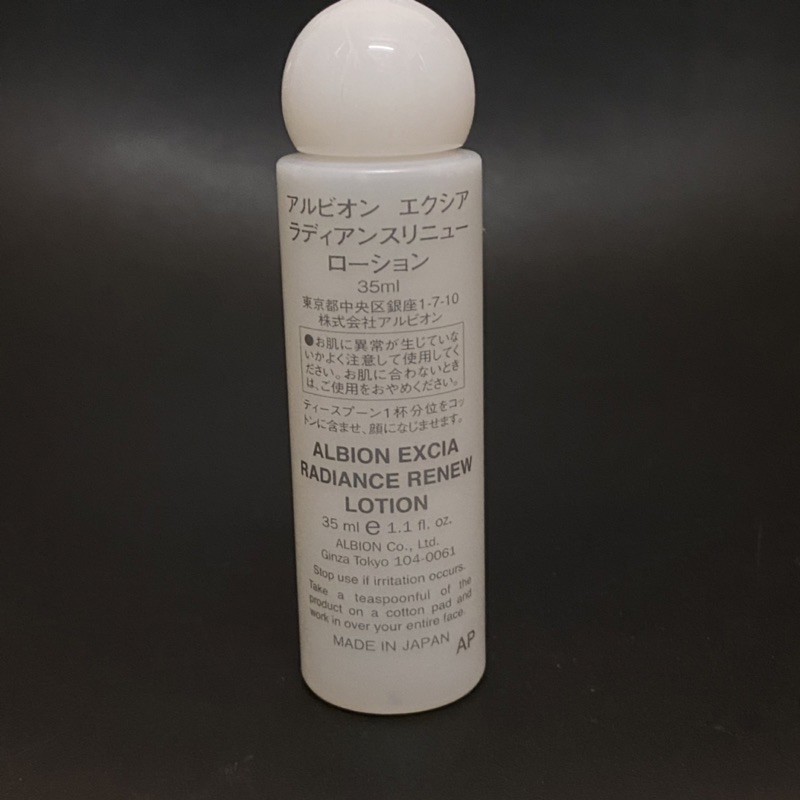 アルビオン　エクシア
ラディアンスリニュー
ローション
35ml
東京都中央区銀座1-7-10
株式会社アルビオン
●お肌に異常が生じていな
いかよく注意して使用してく
ださい。お肌に合わないとき
は、ご使用をおやめください。
ティースプーン1杯分位をコッ
トンに含ませ、顔になじませます。
ALBION EXCIA
RADIANCE RENEW
LOTION
35 ml e 1.1 fl. oz.
ALBION Co., Ltd.
Ginza Tokyo 104-0061
Stop use if irritation occurs.
Take a teaspoonful of the
product on a cotton pad and
work in over your entire face.
MADE IN JAPAN AP